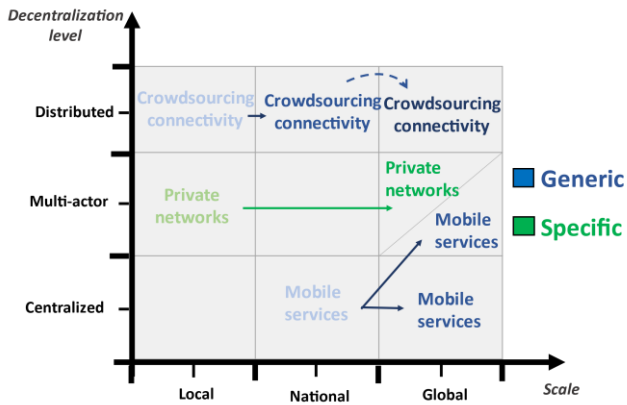 Decentralization
level
Distributed
Crowdsourcing
connectivity
Crowdsourcing
connectivity
Crowdsourcing
connectivity
Multi-actor
Private
networks
Private
networks
Mobile
services
Generic
Specific
Centralized
Mobile
services
Mobile
services
Local
National
Global
Scale